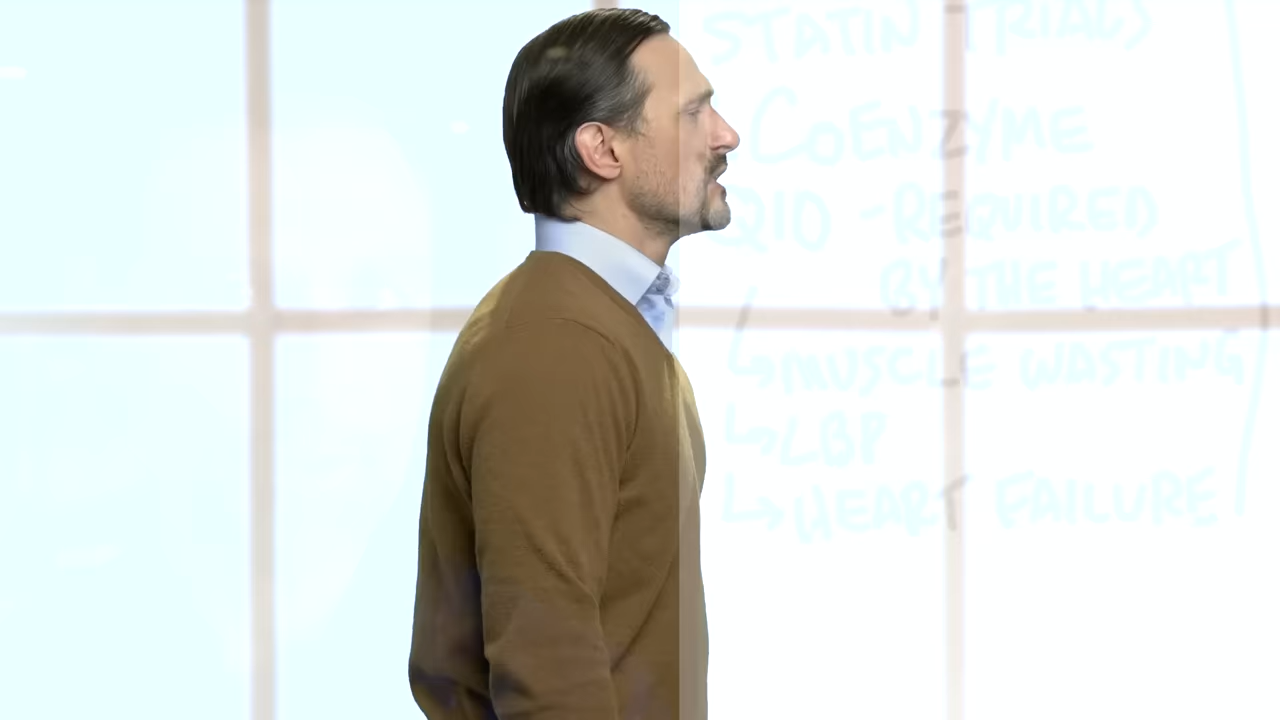 STATIN TRIALS
COENZYME
Q10 - REQUIRED
BY THE HEART
↳ MUSCLE WASTING
↳ LBP
↳ HEART FAILURE